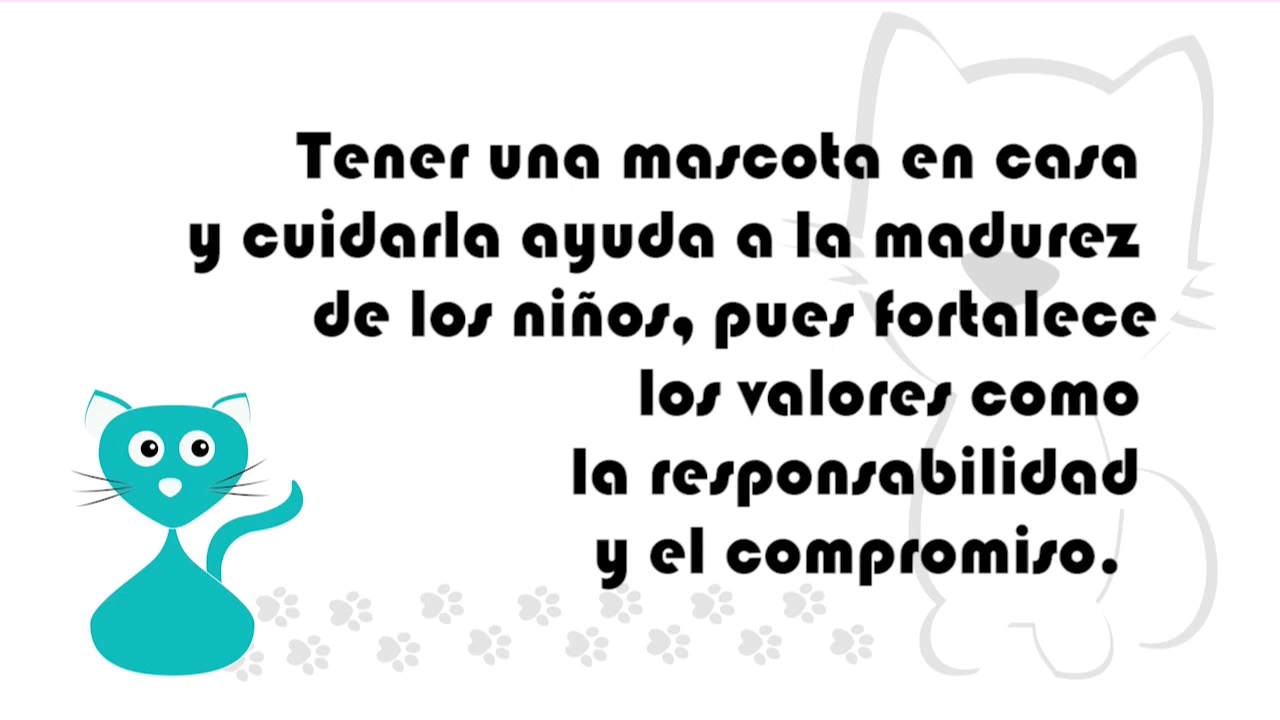 Tener una mascota en casa
y cuidarla ayuda a la madurez
de los niños, pues fortalece
los valores como
la responsabilidad
y el compromiso.